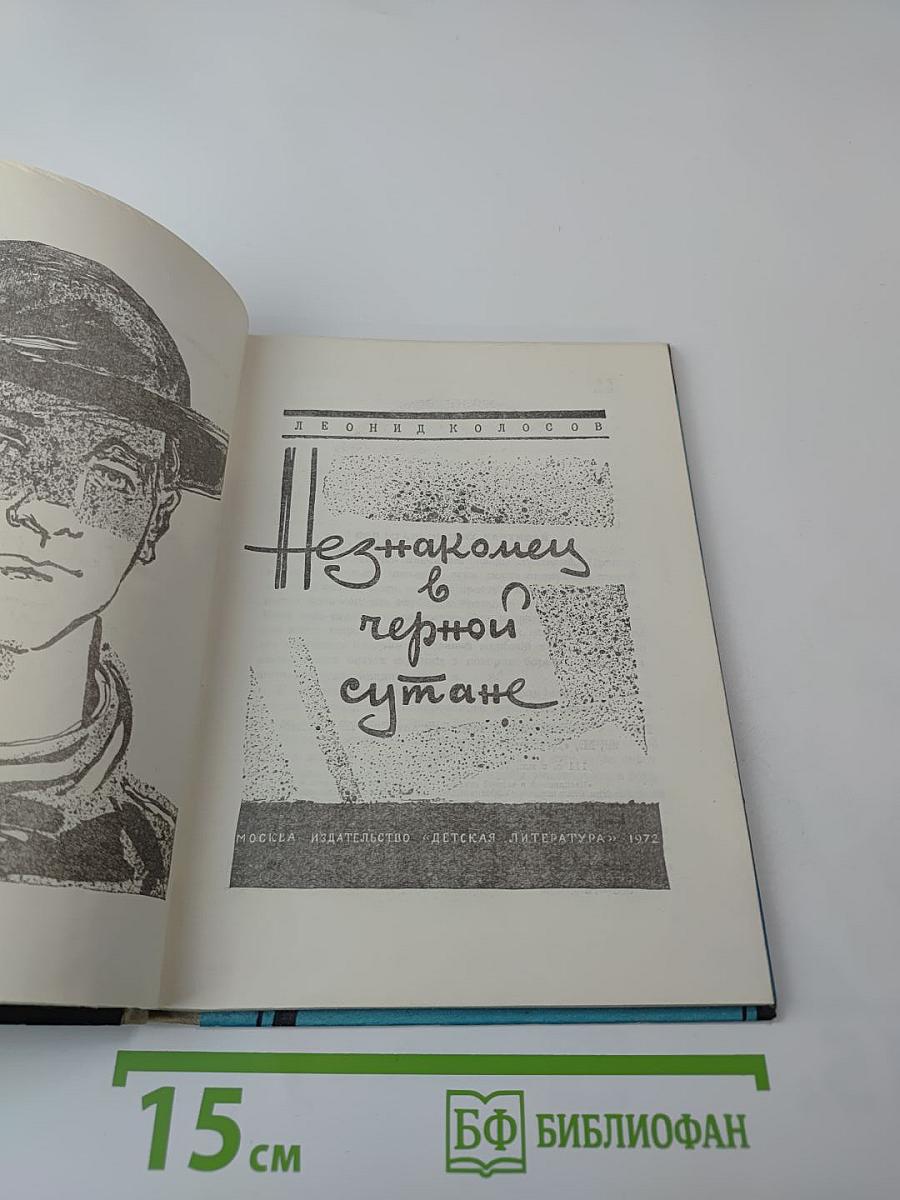 ЛЕОНИД КОЛОСОВ
Незнакомец
в
черной
сутане
МОСКВА ИЗДАТЕЛЬСТВО «ДЕТСКАЯ ЛИТЕРАТУРА» 1972
15 см
БФ БИБЛИОФАН